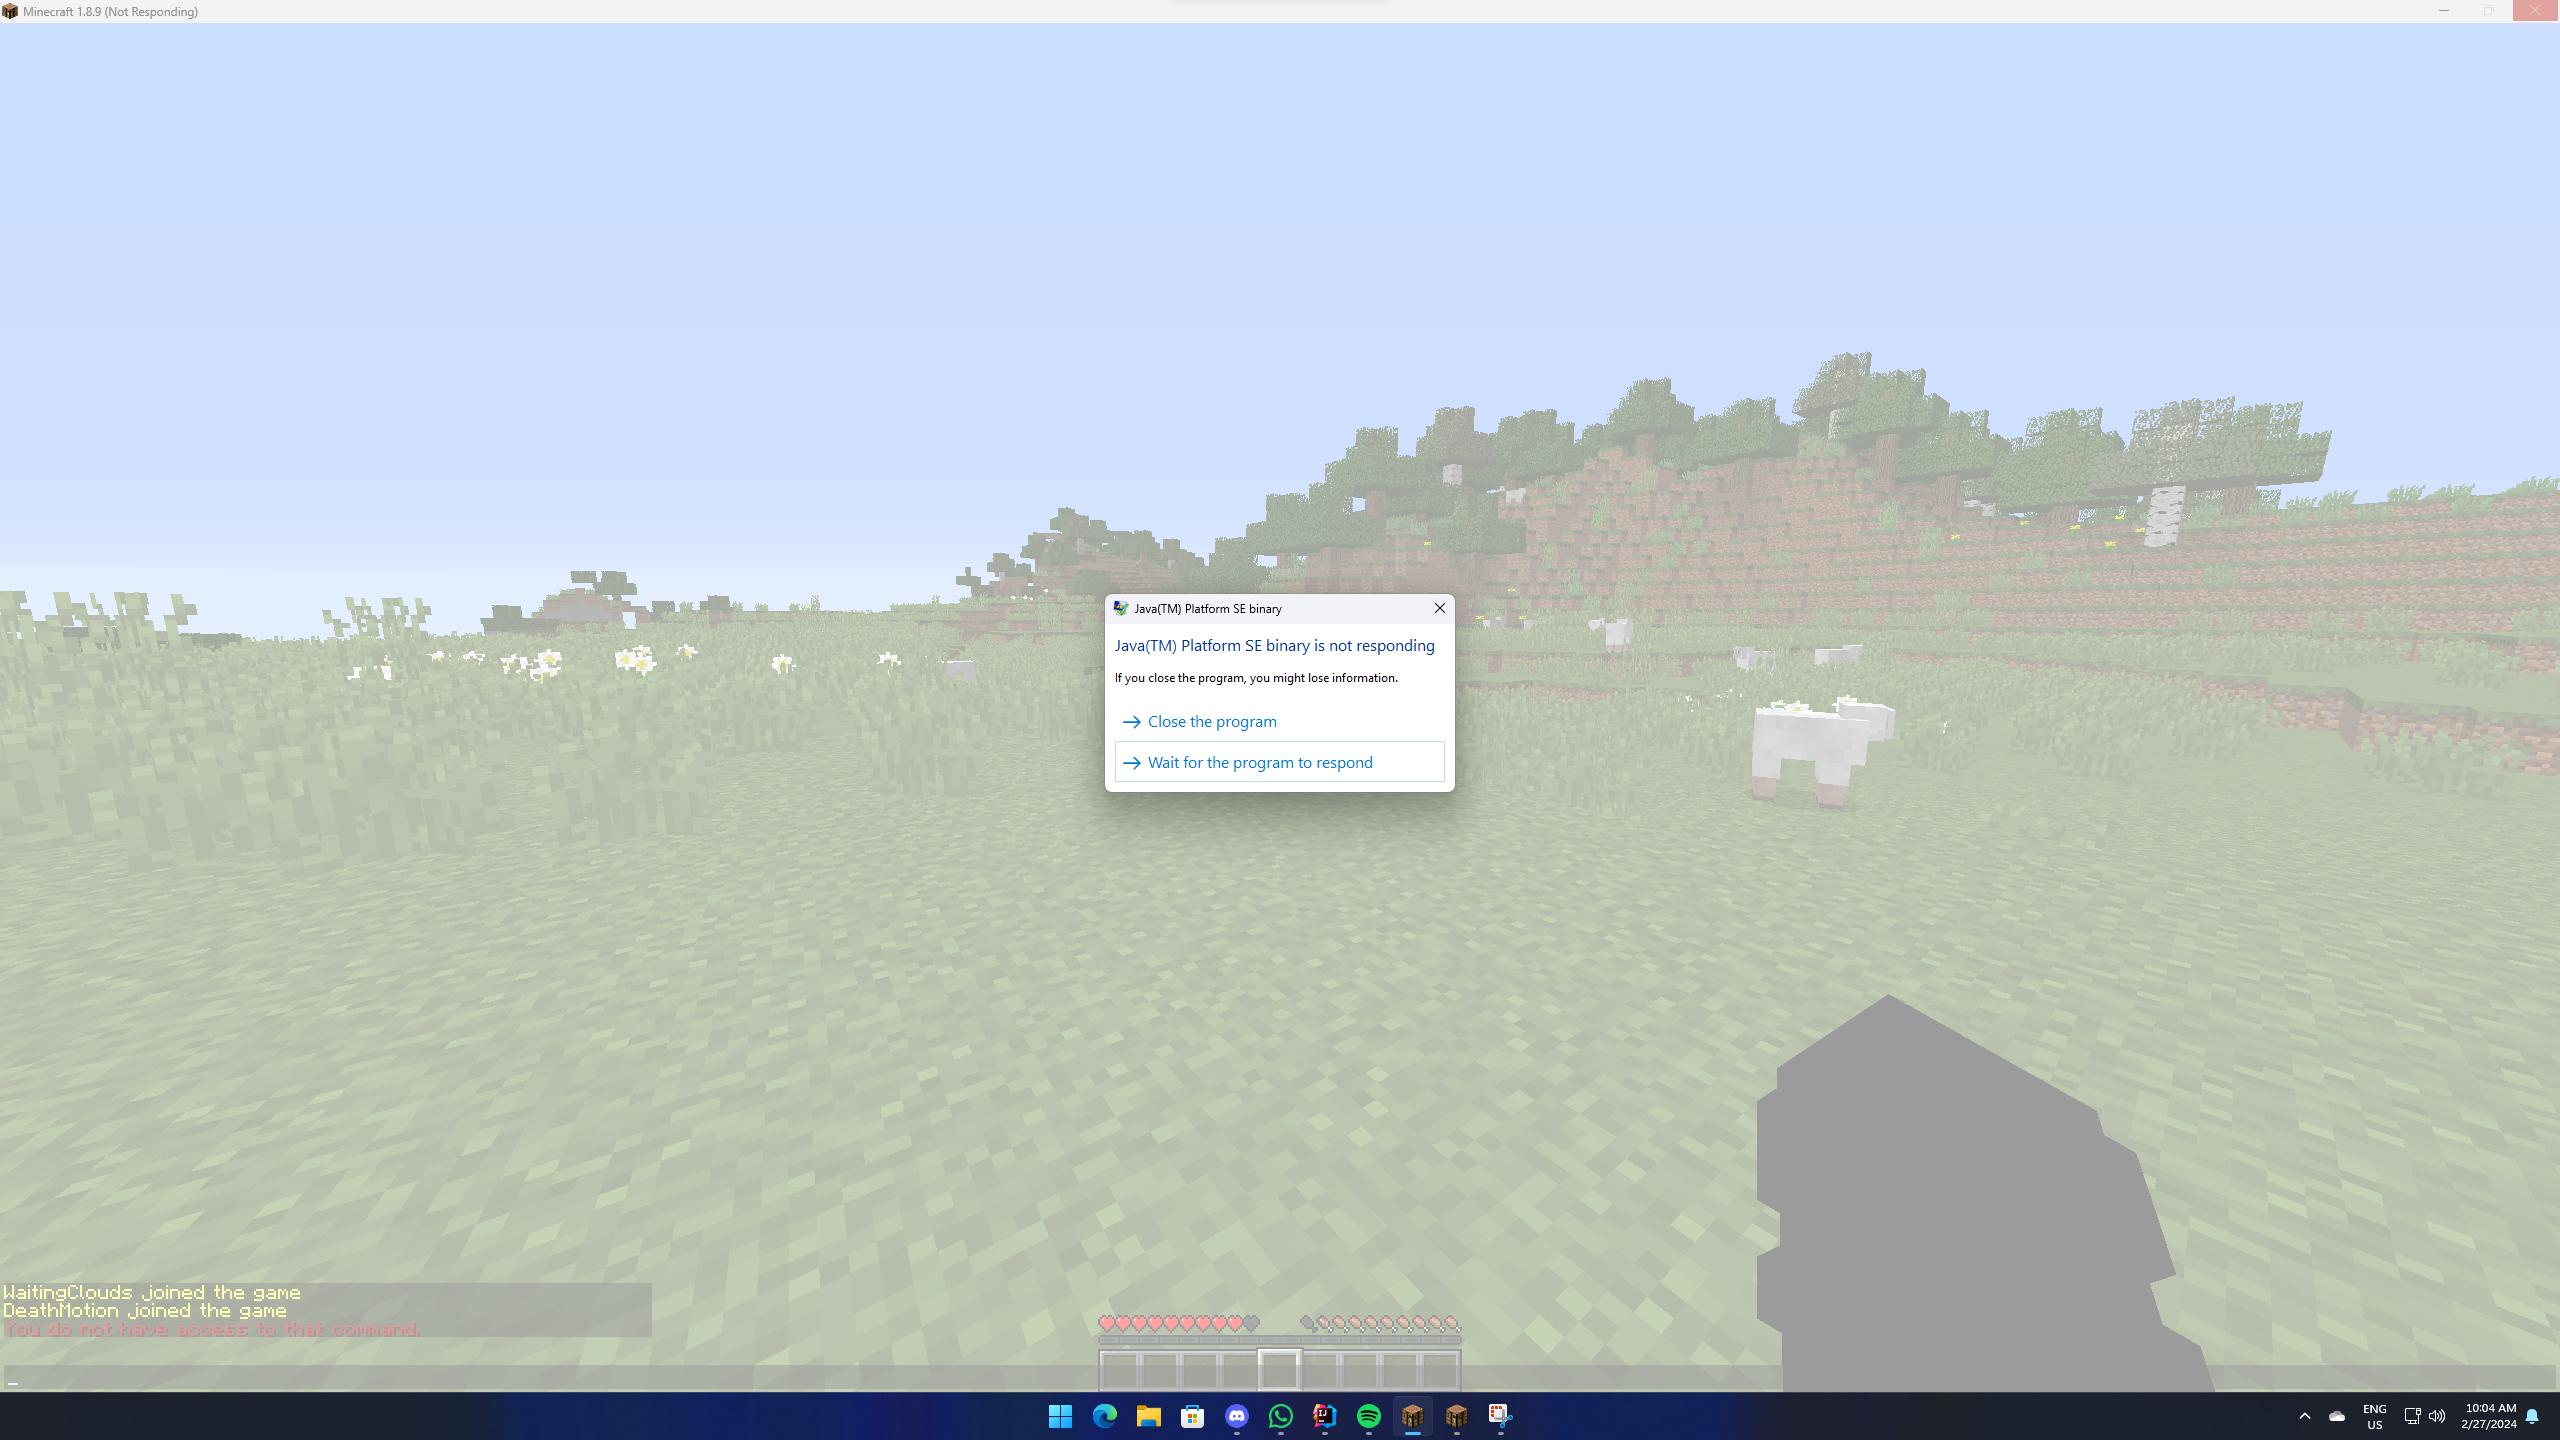 Minecraft 1.8.9 (Not Responding)
Java(TM) Platform SE binary
Java(TM) Platform SE binary is not responding
If you close the program, you might lose information.
Close the program
Wait for the program to respond
WaitingClouds joined the game
DeathMotion joined the game
You do not have access to that command.
_
ENG
US
10:04 AM
2/27/2024